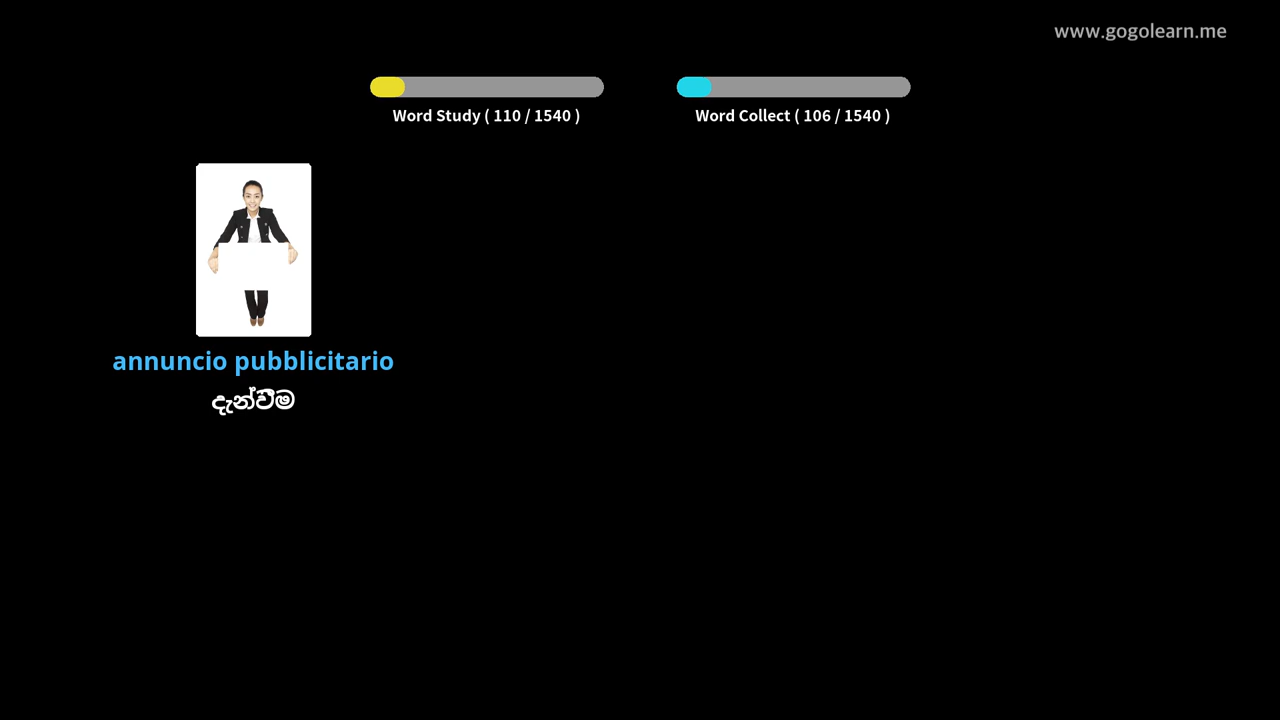 www.gogolearn.me
Word Study ( 110 / 1540 )
Word Collect ( 106 / 1540 )
annuncio pubblicitario
දැන්වීම